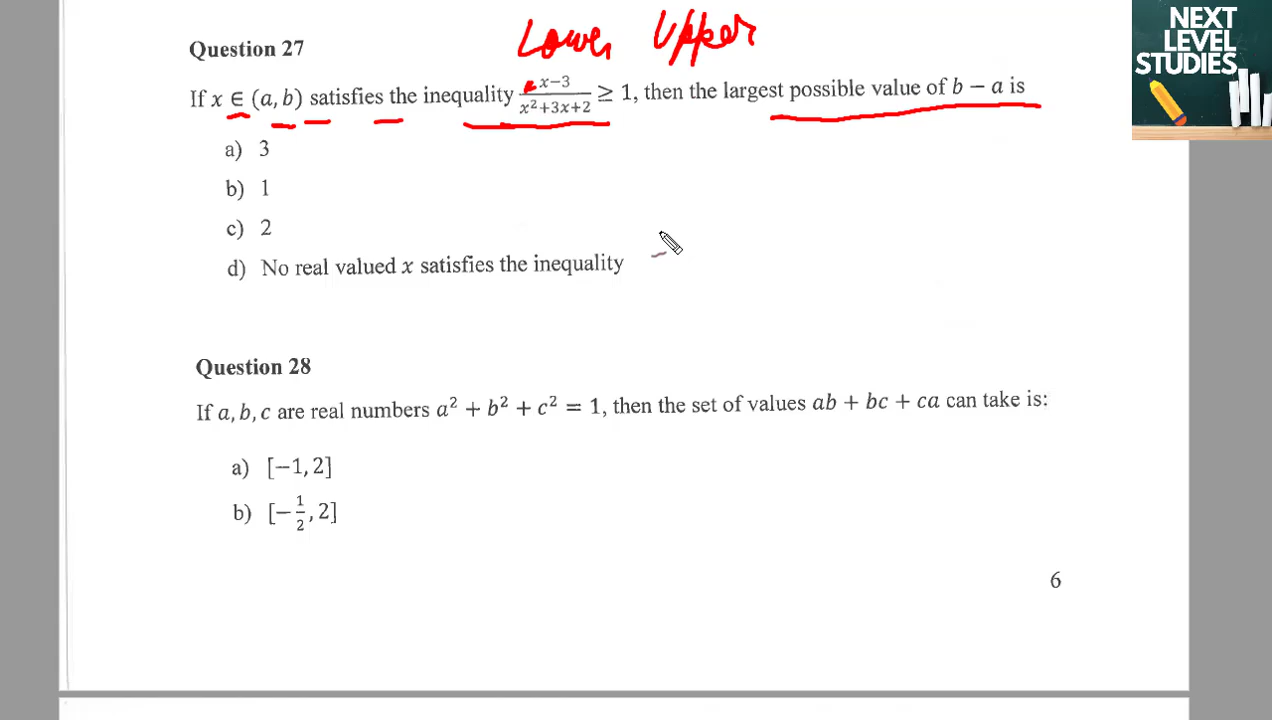 Lower Upper
NEXT
LEVEL
STUDIES
Question 27
If x ∈ (a, b) satisfies the inequality (x−3)/(x²+3x+2) ≥ 1, then the largest possible value of b − a is
a) 3
b) 1
c) 2
d) No real valued x satisfies the inequality
Question 28
If a, b, c are real numbers a² + b² + c² = 1, then the set of values ab + bc + ca can take is:
a) [−1, 2]
b) [−1/2, 2]
6